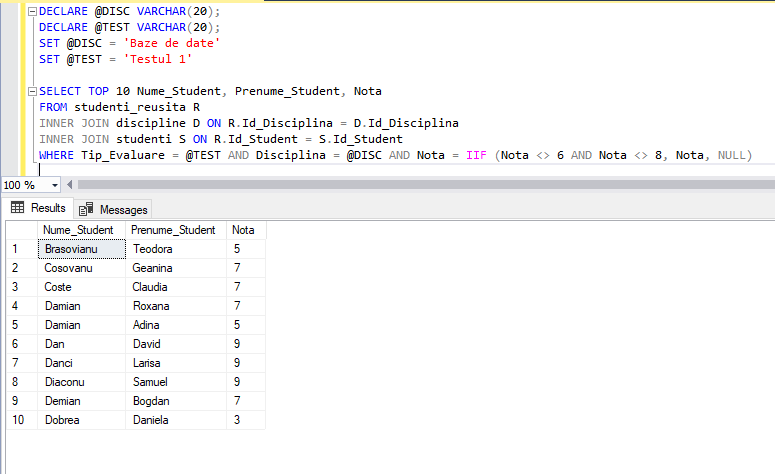 DECLARE @DISC VARCHAR(20);
DECLARE @TEST VARCHAR(20);
SET @DISC = 'Baze de date'
SET @TEST = 'Testul 1'
SELECT TOP 10 Nume_Student, Prenume_Student, Nota
FROM studenti_reusita R
INNER JOIN discipline D ON R.Id_Disciplina = D.Id_Disciplina
INNER JOIN studenti S ON R.Id_Student = S.Id_Student
WHERE Tip_Evaluare = @TEST AND Disciplina = @DISC AND Nota = IIF (Nota <> 6 AND Nota <> 8, Nota, NULL)
100 %
Results Messages
Nume_Student Prenume_Student Nota
1 Brasovianu Teodora 5
2 Cosovanu Geanina 7
3 Coste Claudia 7
4 Damian Roxana 7
5 Damian Adina 5
6 Dan David 9
7 Danci Larisa 9
8 Diaconu Samuel 9
9 Demian Bogdan 7
10 Dobrea Daniela 3